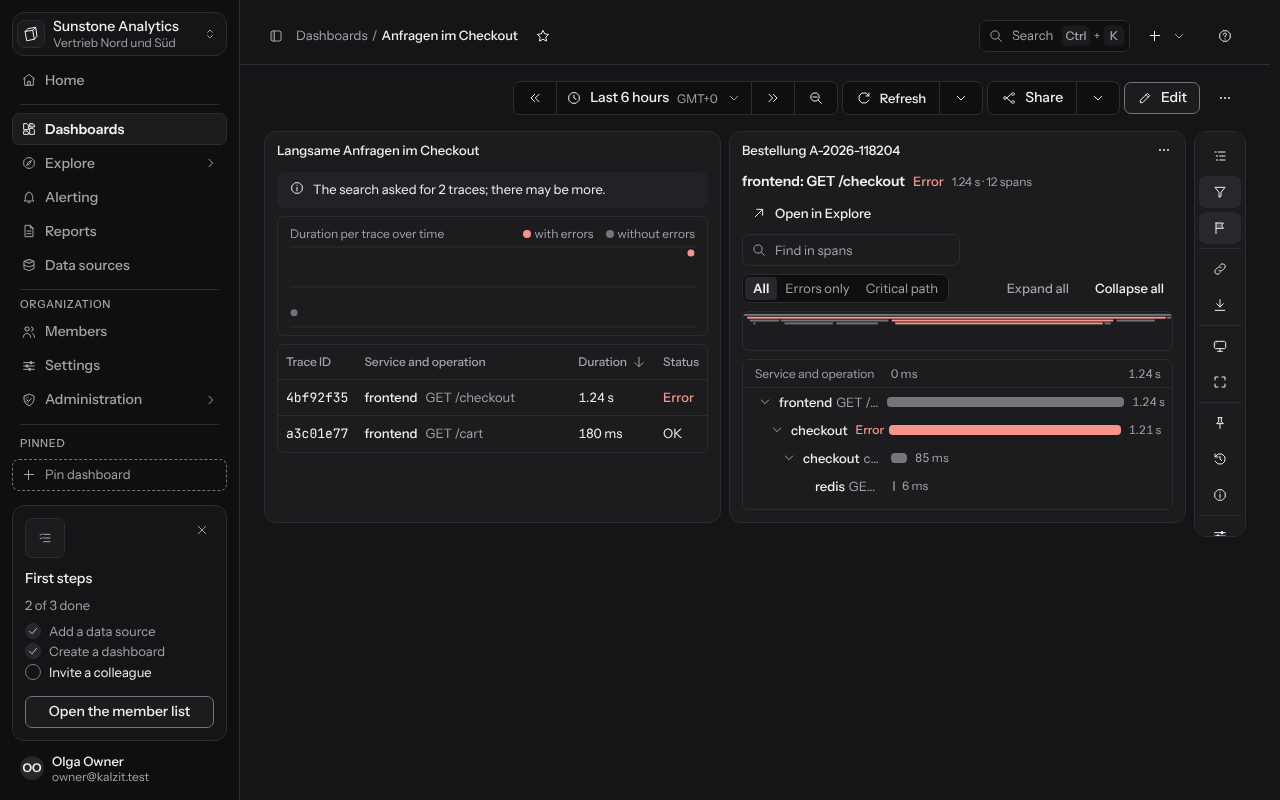 Sunstone Analytics
Vertrieb Nord und Süd
Home
Dashboards
Explore
Alerting
Reports
Data sources
ORGANIZATION
Members
Settings
Administration
PINNED
Pin dashboard
First steps
2 of 3 done
Add a data source
Create a dashboard
Invite a colleague
Open the member list
OO
Olga Owner
owner@kalzit.test
Dashboards / Anfragen im Checkout
Search Ctrl + K
Last 6 hours GMT+0
Refresh
Share
Edit
Langsame Anfragen im Checkout
The search asked for 2 traces; there may be more.
Duration per trace over time
with errors
without errors
Trace ID Service and operation Duration Status
4bf92f35 frontend GET /checkout 1.24 s Error
a3c01e77 frontend GET /cart 180 ms OK
Bestellung A-2026-118204
frontend: GET /checkout Error 1.24 s · 12 spans
Open in Explore
Find in spans
All Errors only Critical path
Expand all Collapse all
Service and operation 0 ms 1.24 s
frontend GET /... 1.24 s
checkout Error 1.21 s
checkout c... 85 ms
redis GE... 6 ms